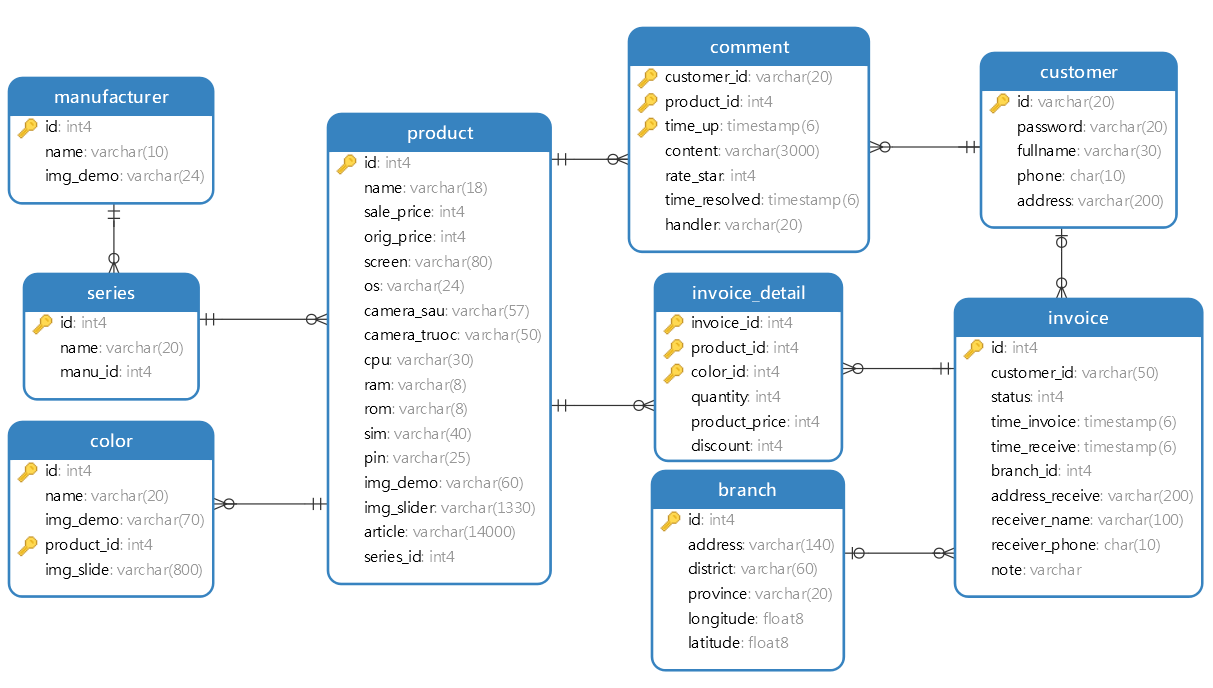 manufacturer
id: int4
name: varchar(10)
img_demo: varchar(24)
series
id: int4
name: varchar(20)
manu_id: int4
color
id: int4
name: varchar(20)
img_demo: varchar(70)
product_id: int4
img_slide: varchar(800)
product
id: int4
name: varchar(18)
sale_price: int4
orig_price: int4
screen: varchar(80)
os: varchar(24)
camera_sau: varchar(57)
camera_truoc: varchar(50)
cpu: varchar(30)
ram: varchar(8)
rom: varchar(8)
sim: varchar(40)
pin: varchar(25)
img_demo: varchar(60)
img_slider: varchar(1330)
article: varchar(14000)
series_id: int4
comment
customer_id: varchar(20)
product_id: int4
time_up: timestamp(6)
content: varchar(3000)
rate_star: int4
time_resolved: timestamp(6)
handler: varchar(20)
invoice_detail
invoice_id: int4
product_id: int4
color_id: int4
quantity: int4
product_price: int4
discount: int4
branch
id: int4
address: varchar(140)
district: varchar(60)
province: varchar(20)
longitude: float8
latitude: float8
customer
id: varchar(20)
password: varchar(20)
fullname: varchar(30)
phone: char(10)
address: varchar(200)
invoice
id: int4
customer_id: varchar(50)
status: int4
time_invoice: timestamp(6)
time_receive: timestamp(6)
branch_id: int4
address_receive: varchar(200)
receiver_name: varchar(100)
receiver_phone: char(10)
note: varchar